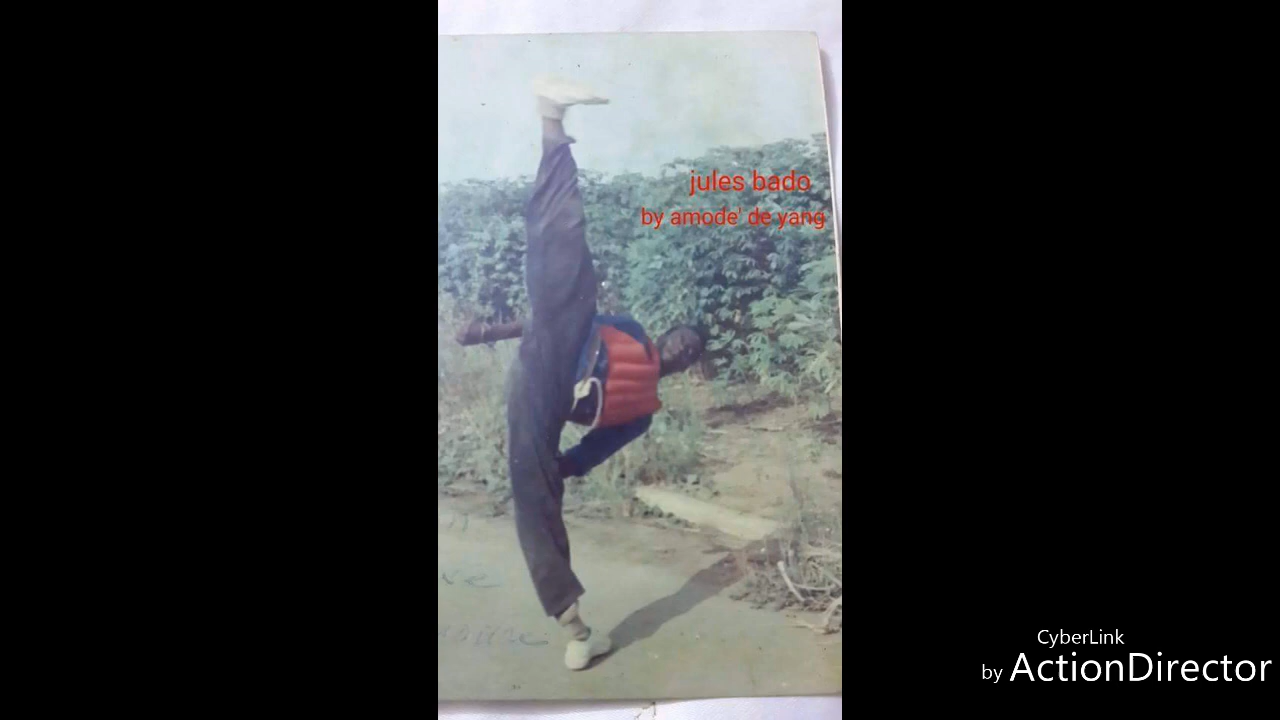 jules bado
by amode' de yang
CyberLink
by ActionDirector